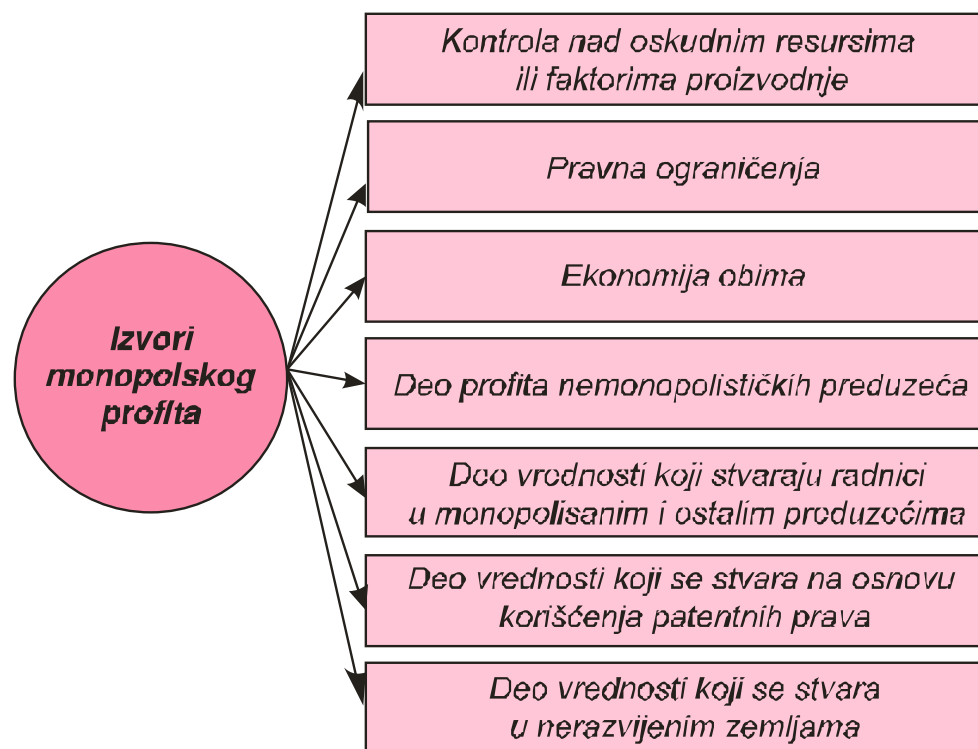 Kontrola nad oskudnim resursima
ili faktorima proizvodnje
Pravna ograničenja
Ekonomija obima
Izvori
monopolskog
profita
Deo profita nemonopolističkih preduzeća
Deo vrednosti koji stvaraju radnici
u monopolisanim i ostalim preduzećima
Deo vrednosti koji se stvara na osnovu
korišćenja patentnih prava
Deo vrednosti koji se stvara
u nerazvijenim zemljama